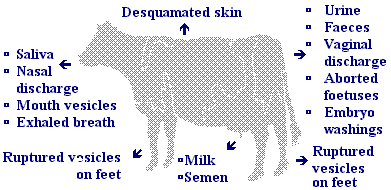 Desquamated skin
▫ Saliva
▫ Nasal
discharge
▫ Mouth vesicles
▫ Exhaled breath
▫ Urine
▫ Faeces
▫ Vaginal
discharge
▫ Aborted
foetuses
▫ Embryo
washings
Ruptured vesicles
on feet
▫Milk
▫Semen
Ruptured
vesicles
on feet